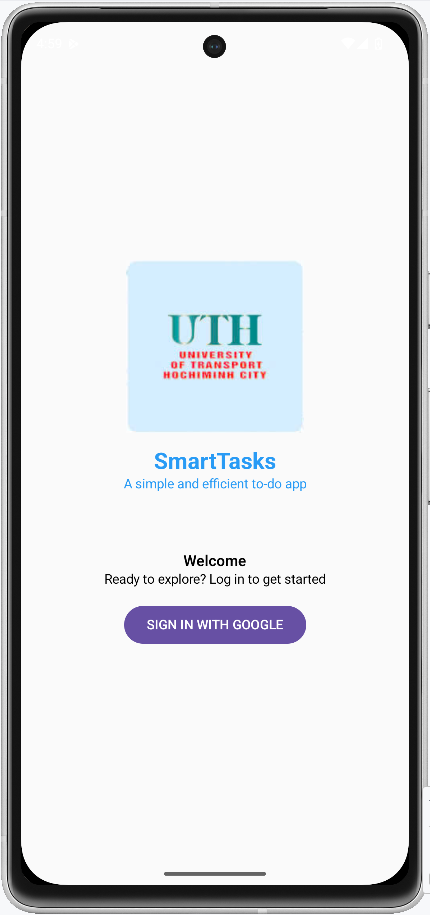 UTH
UNIVERSITY
OF TRANSPORT
HOCHIMINH CITY
SmartTasks
A simple and efficient to-do app
Welcome
Ready to explore? Log in to get started
SIGN IN WITH GOOGLE